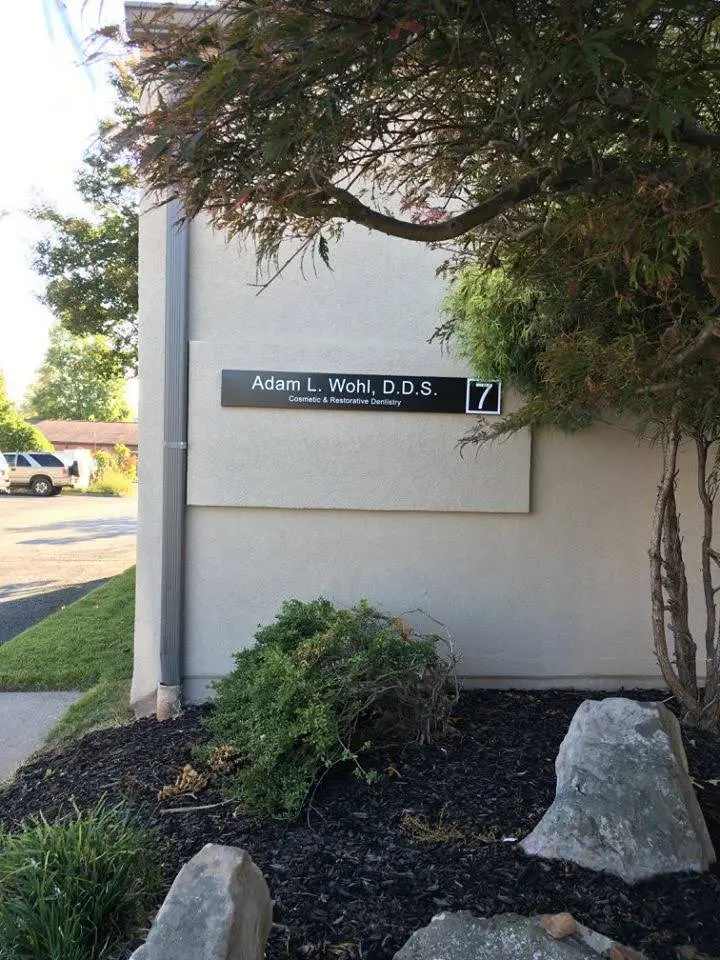 Adam L. Wohl, D.D.S.
Cosmetic & Restorative Dentistry
7